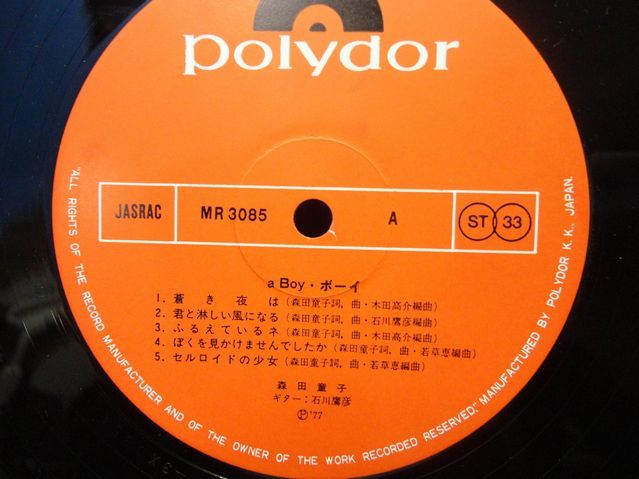 polydor
JASRAC MR 3085 A ST 33
a Boy・ボーイ
1. 蒼き夜は（森田童子詞，曲・木田高介編曲）
2. 君と淋しい風になる（森田童子詞，曲・石川鷹彦編曲）
3. ふるえているネ（森田童子詞，曲・木田高介編曲）
4. ぼくを見かけませんでしたか（森田童子詞，曲・若草恵編曲）
5. セルロイドの少女（森田童子詞，曲・若草恵編曲）
森田童子
ギター：石川鷹彦
Ⓟ'77
"ALL RIGHTS OF THE RECORD MANUFACTURER AND OF THE OWNER OF THE WORK RECORDED RESERVED," MANUFACTURED BY POLYDOR K. K., JAPAN.